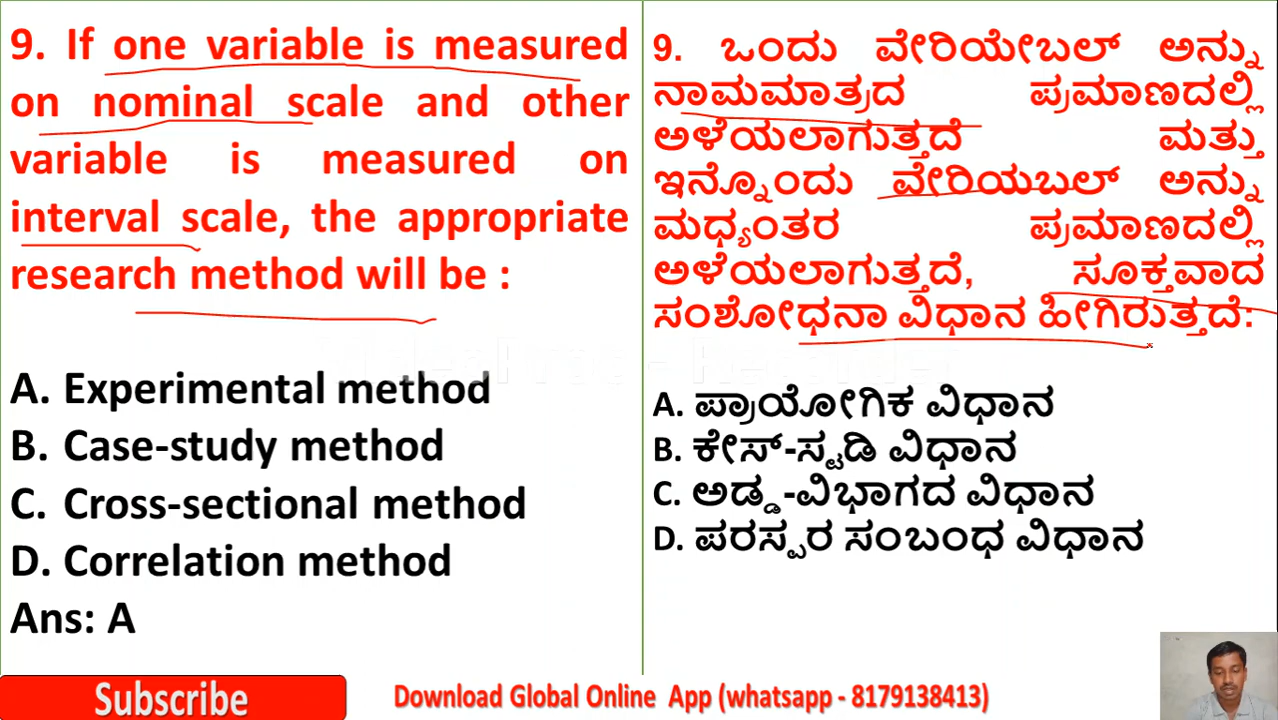 9. If one variable is measured
on nominal scale and other
variable is measured on
interval scale, the appropriate
research method will be :
A. Experimental method
B. Case-study method
C. Cross-sectional method
D. Correlation method
Ans: A
9. ಒಂದು ವೇರಿಯೇಬಲ್ ಅನ್ನು
ನಾಮಮಾತ್ರದ ಪ್ರಮಾಣದಲ್ಲಿ
ಅಳೆಯಲಾಗುತ್ತದೆ ಮತ್ತು
ಇನ್ನೊಂದು ವೇರಿಯಬಲ್ ಅನ್ನು
ಮಧ್ಯಂತರ ಪ್ರಮಾಣದಲ್ಲಿ
ಅಳೆಯಲಾಗುತ್ತದೆ, ಸೂಕ್ತವಾದ
ಸಂಶೋಧನಾ ವಿಧಾನ ಹೀಗಿರುತ್ತದೆ:
A. ಪ್ರಾಯೋಗಿಕ ವಿಧಾನ
B. ಕೇಸ್-ಸ್ಟಡಿ ವಿಧಾನ
C. ಅಡ್ಡ-ವಿಭಾಗದ ವಿಧಾನ
D. ಪರಸ್ಪರ ಸಂಬಂಧ ವಿಧಾನ
Subscribe
Download Global Online App (whatsapp - 8179138413)